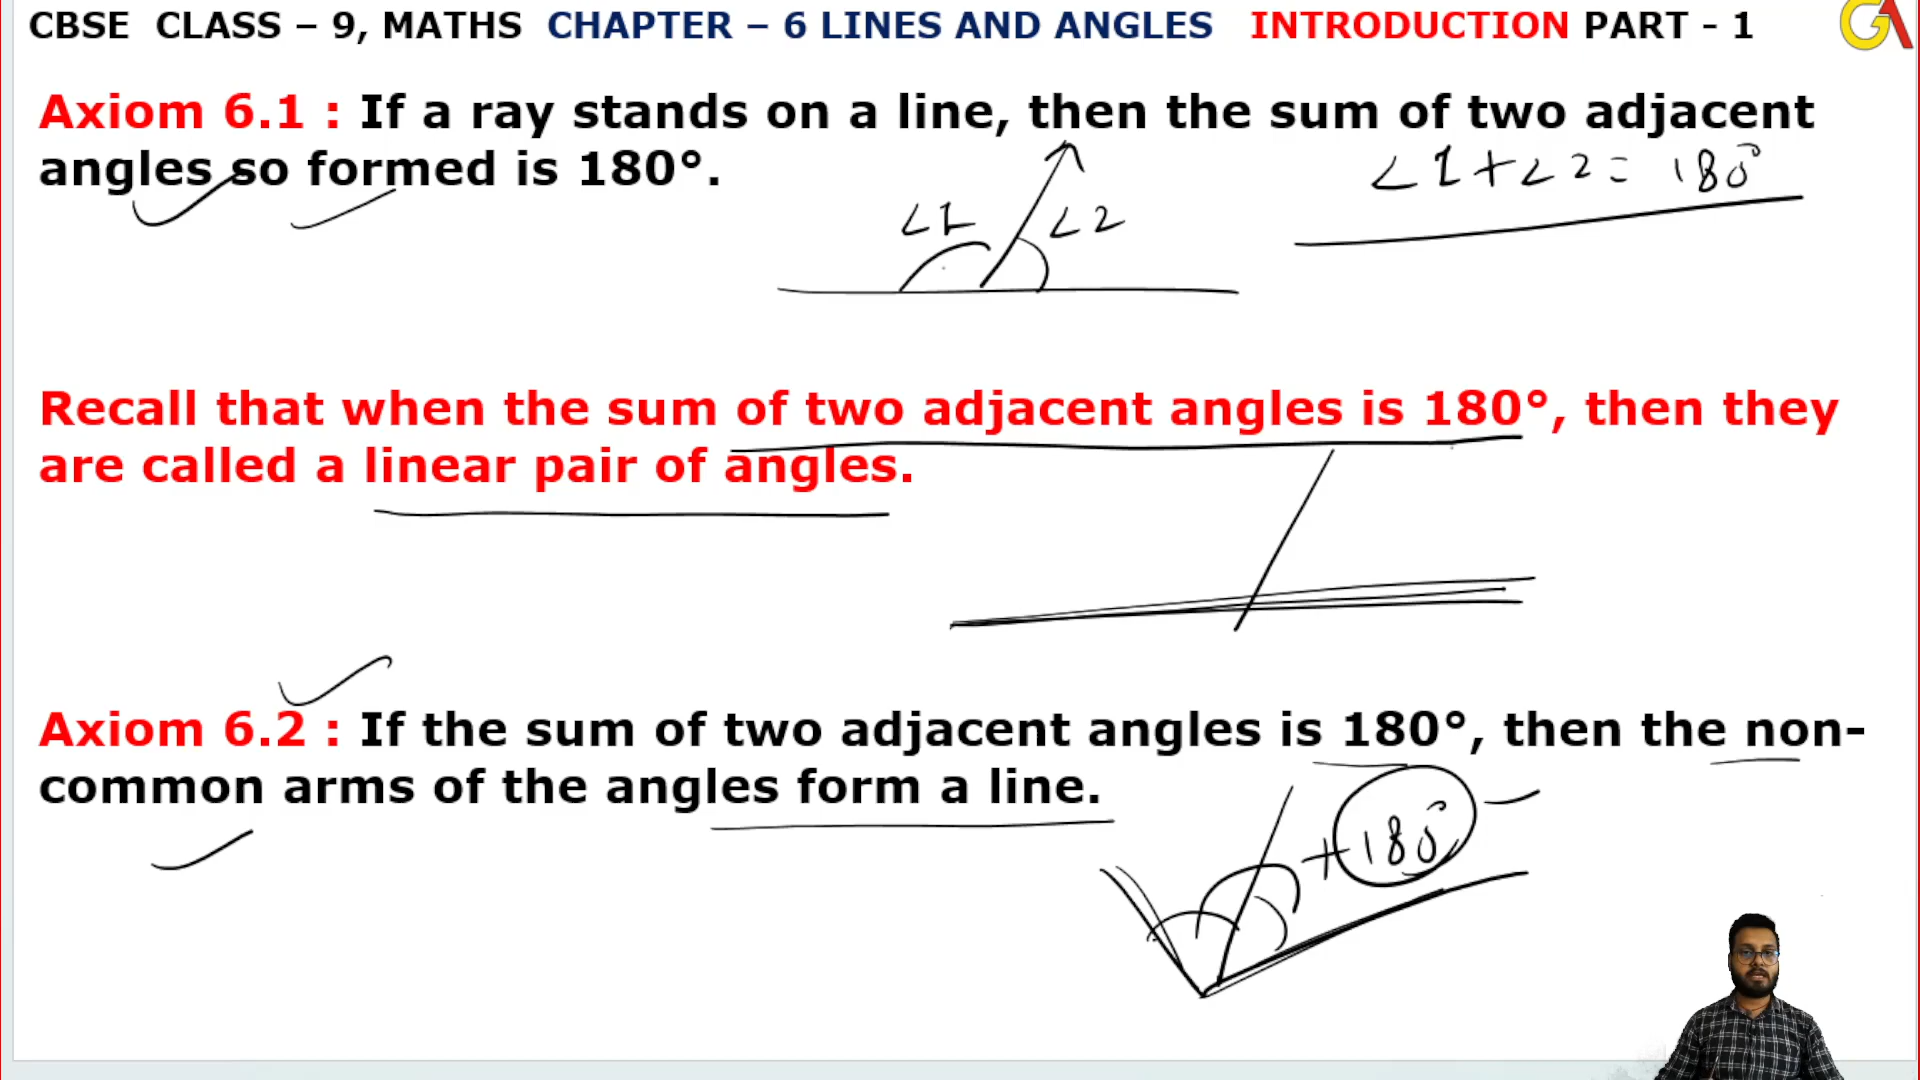 CBSE CLASS – 9, MATHS CHAPTER – 6 LINES AND ANGLES INTRODUCTION PART - 1
GA
Axiom 6.1 : If a ray stands on a line, then the sum of two adjacent
angles so formed is 180°.
∠1+∠2= 180°
∠1 ∠2
Recall that when the sum of two adjacent angles is 180°, then they
are called a linear pair of angles.
Axiom 6.2 : If the sum of two adjacent angles is 180°, then the non-
common arms of the angles form a line.
+180°